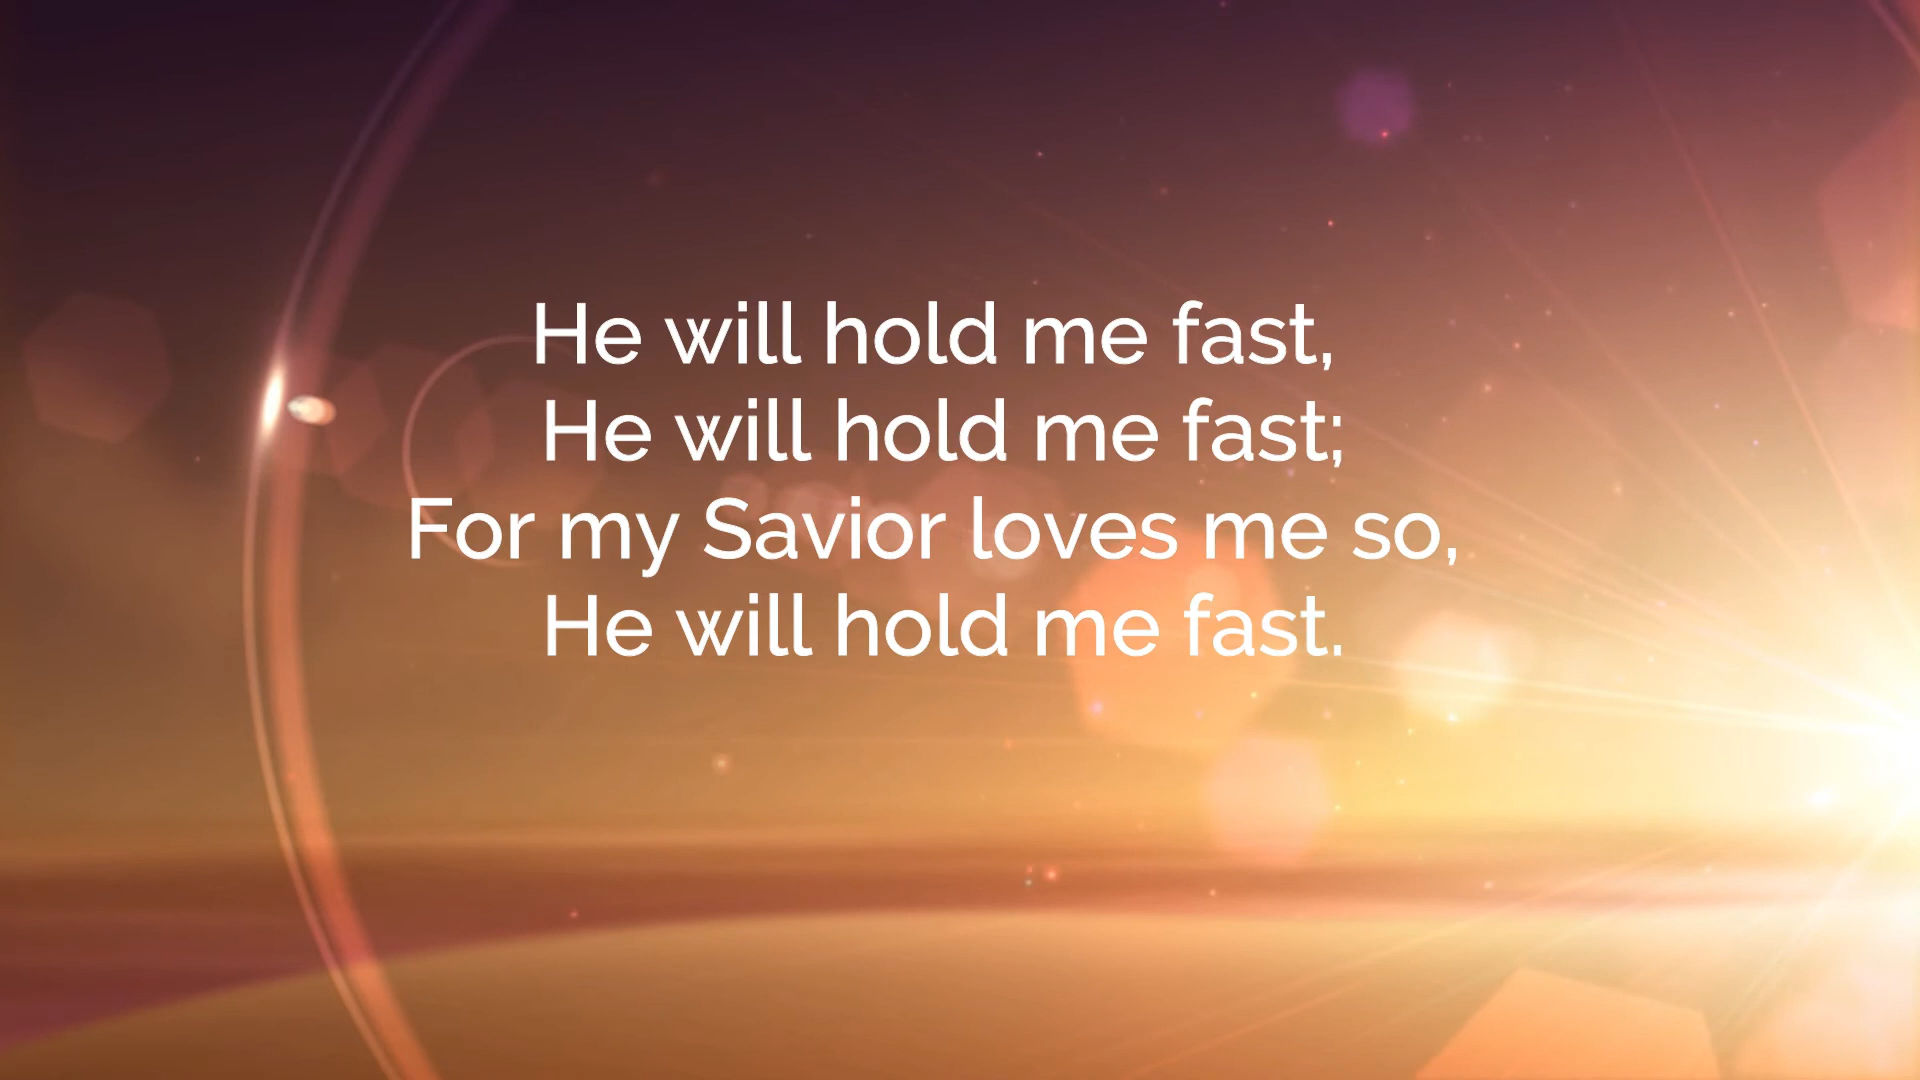 He will hold me fast,
He will hold me fast;
For my Savior loves me so,
He will hold me fast.